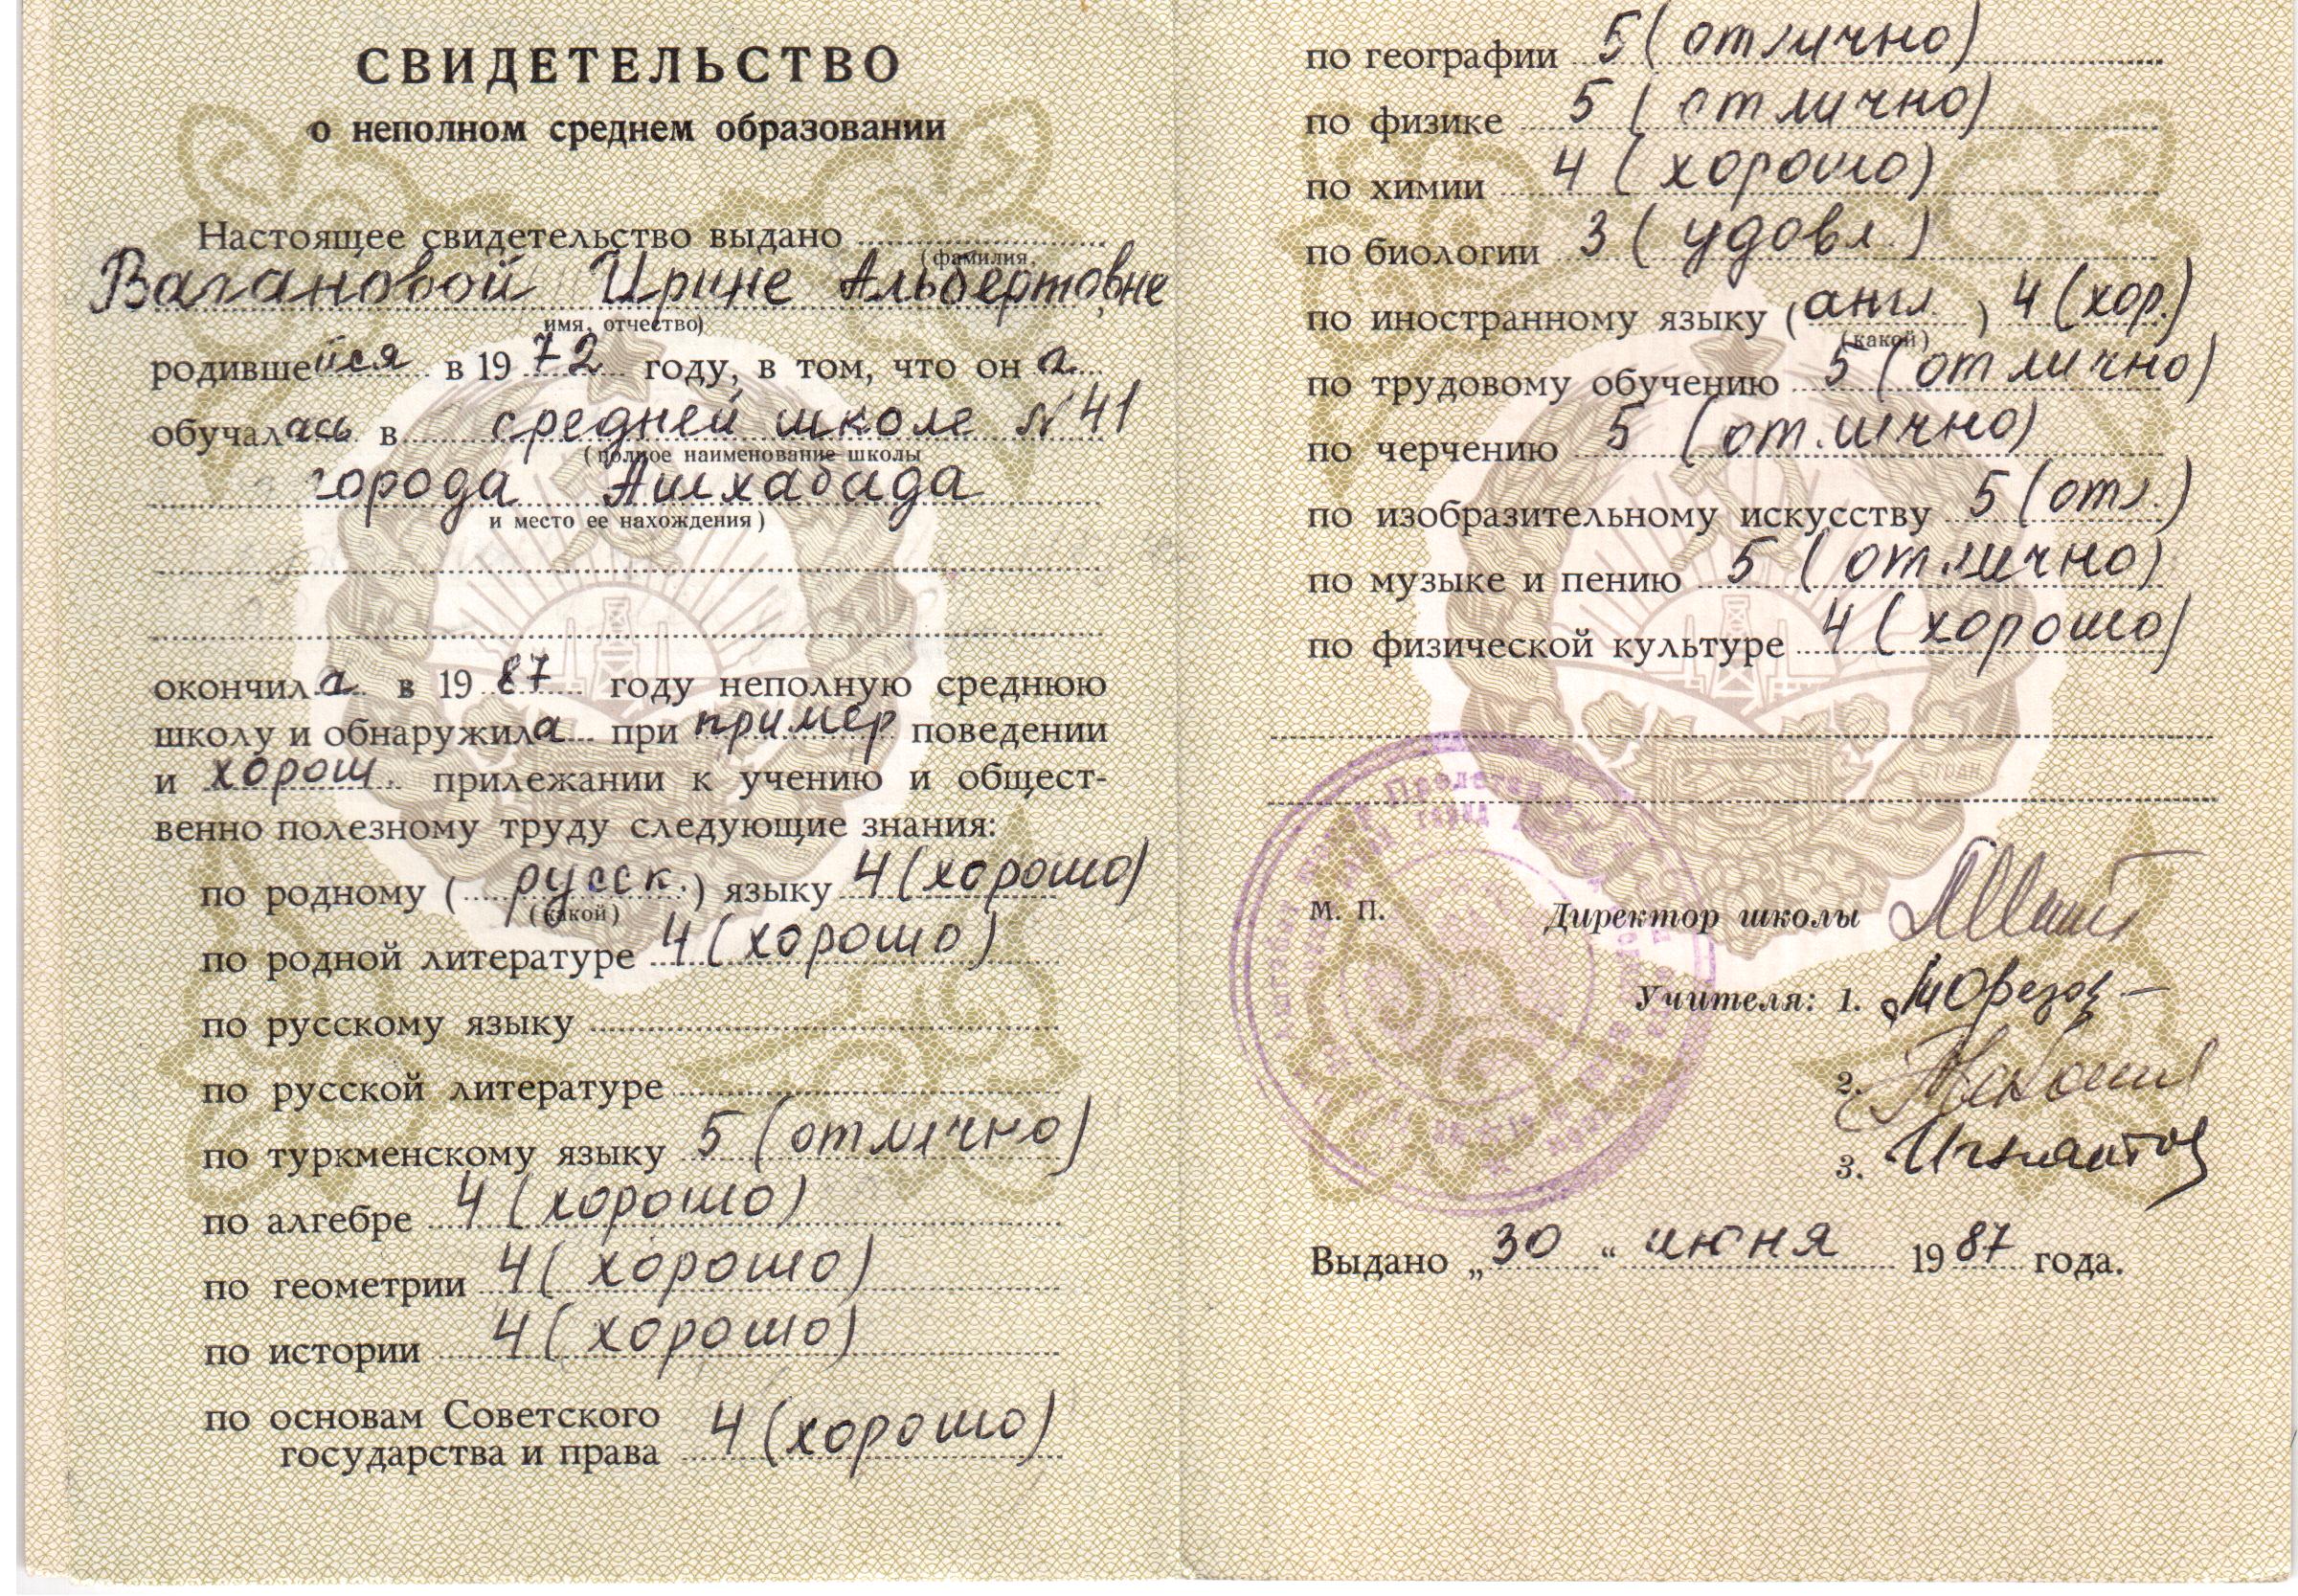 СВИДЕТЕЛЬСТВО
о неполном среднем образовании
Настоящее свидетельство выдано
(фамилия,
Вагановой Ирине Альбертовне
имя, отчество)
родившейся в 1972 году, в том, что она
обучалась в средней школе № 41
(полное наименование школы
города Ашхабада
и место ее нахождения)
окончила в 1987 году неполную среднюю
школу и обнаружила при пример поведении
и хорош. прилежании к учению и общест-
венно полезному труду следующие знания:
по родному (русск.) языку 4 (хорошо)
(какой)
по родной литературе 4 (хорошо)
по русскому языку
по русской литературе
по туркменскому языку 5 (отлично)
по алгебре 4 (хорошо)
по геометрии 4 (хорошо)
по истории 4 (хорошо)
по основам Советского
государства и права 4 (хорошо)
по географии 5 (отлично)
по физике 5 (отлично)
по химии 4 (хорошо)
по биологии 3 (удовл.)
по иностранному языку (англ.) 4 (хор.)
(какой)
по трудовому обучению 5 (отлично)
по черчению 5 (отлично)
по изобразительному искусству 5 (отл.)
по музыке и пению 5 (отлично)
по физической культуре 4 (хорошо)
М. П.
Директор школы
Учителя: 1.
2.
3.
Выдано „30“ июня 1987 года.